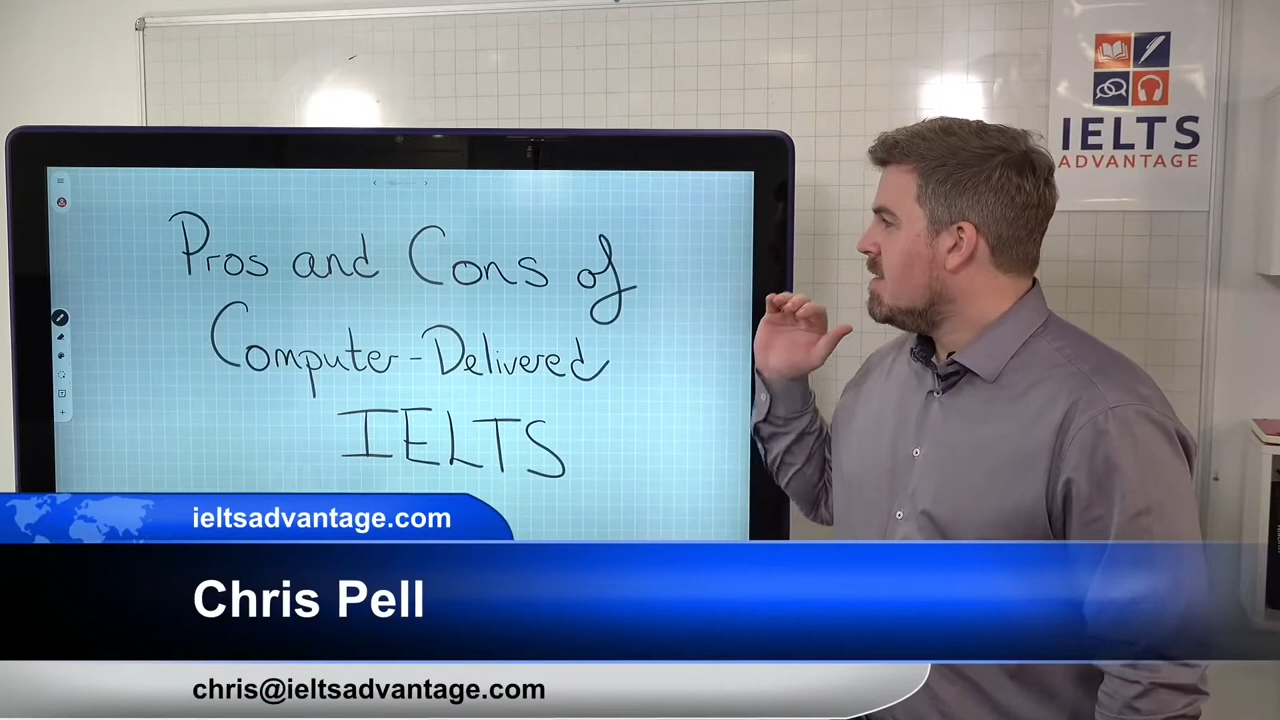 Pros and Cons of
Computer-Delivered
IELTS
IELTS
ADVANTAGE
ieltsadvantage.com
Chris Pell
chris@ieltsadvantage.com